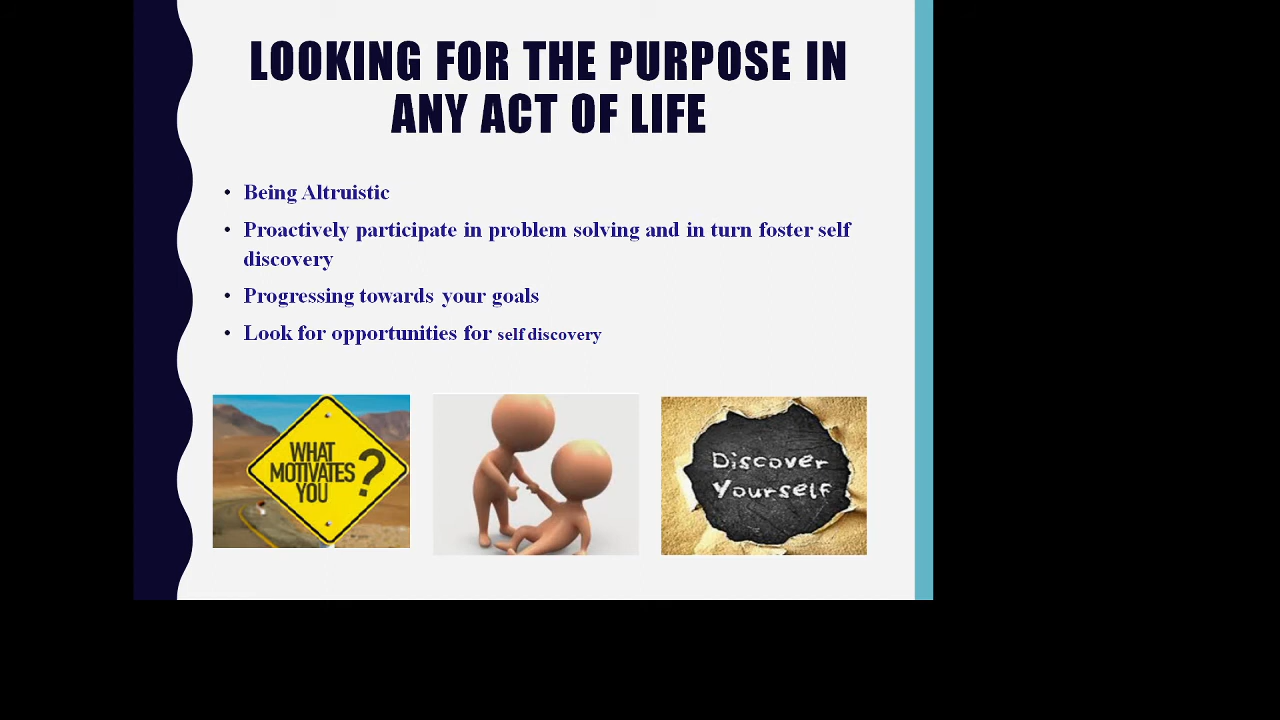 LOOKING FOR THE PURPOSE IN
ANY ACT OF LIFE
• Being Altruistic
• Proactively participate in problem solving and in turn foster self
discovery
• Progressing towards your goals
• Look for opportunities for self discovery
WHAT
MOTIVATES
YOU ?
Discover
Yourself